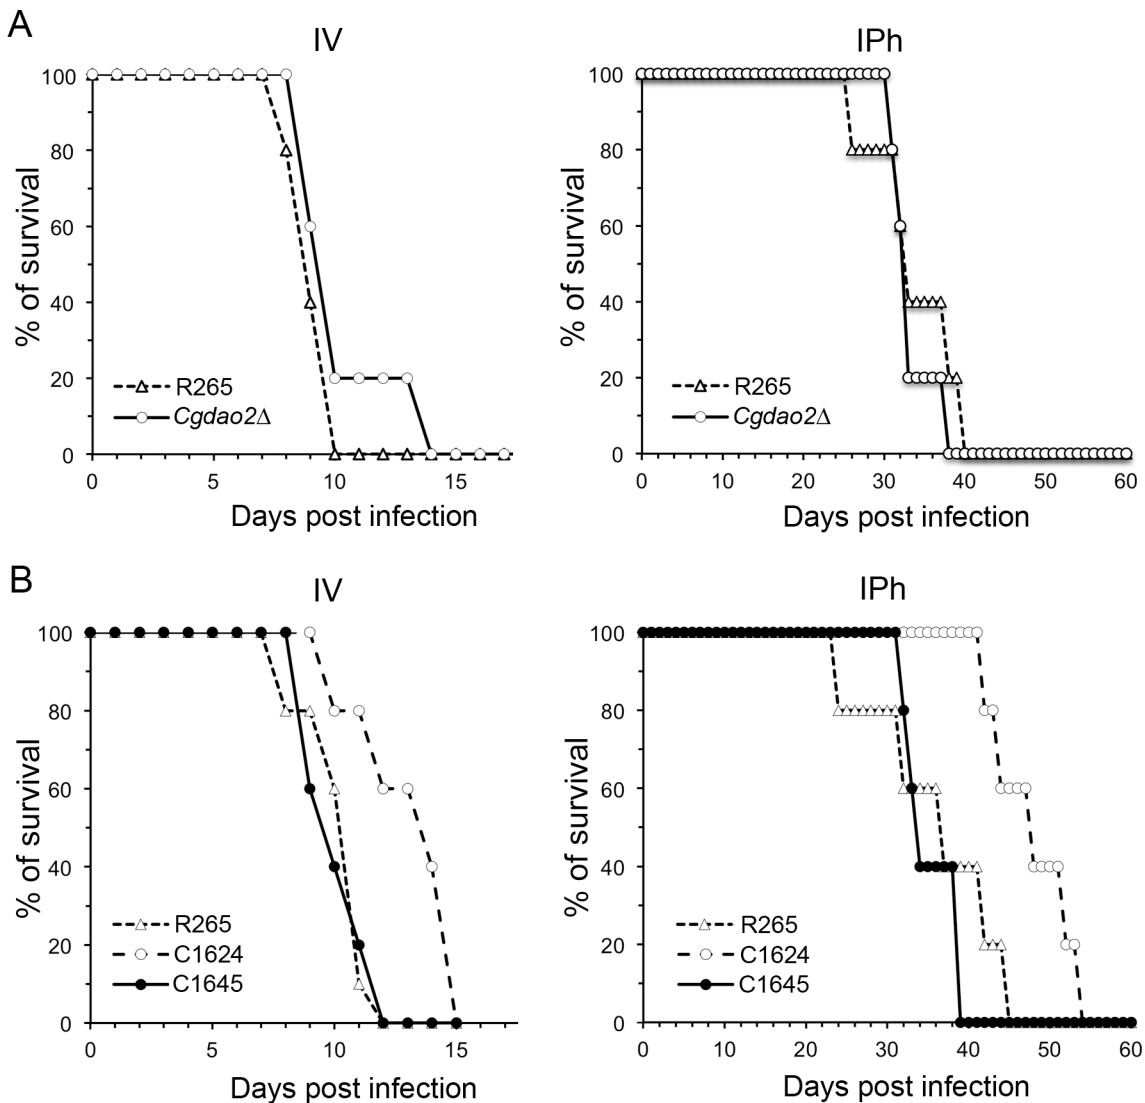 A
IV
% of survival
100
80
60
40
20
0
R265
Cgdao2Δ
0 5 10 15
Days post infection
IPh
% of survival
100
80
60
40
20
0
R265
Cgdao2Δ
0 10 20 30 40 50 60
Days post infection
B
IV
% of survival
100
80
60
40
20
0
R265
C1624
C1645
0 5 10 15
Days post infection
IPh
% of survival
100
80
60
40
20
0
R265
C1624
C1645
0 10 20 30 40 50 60
Days post infection